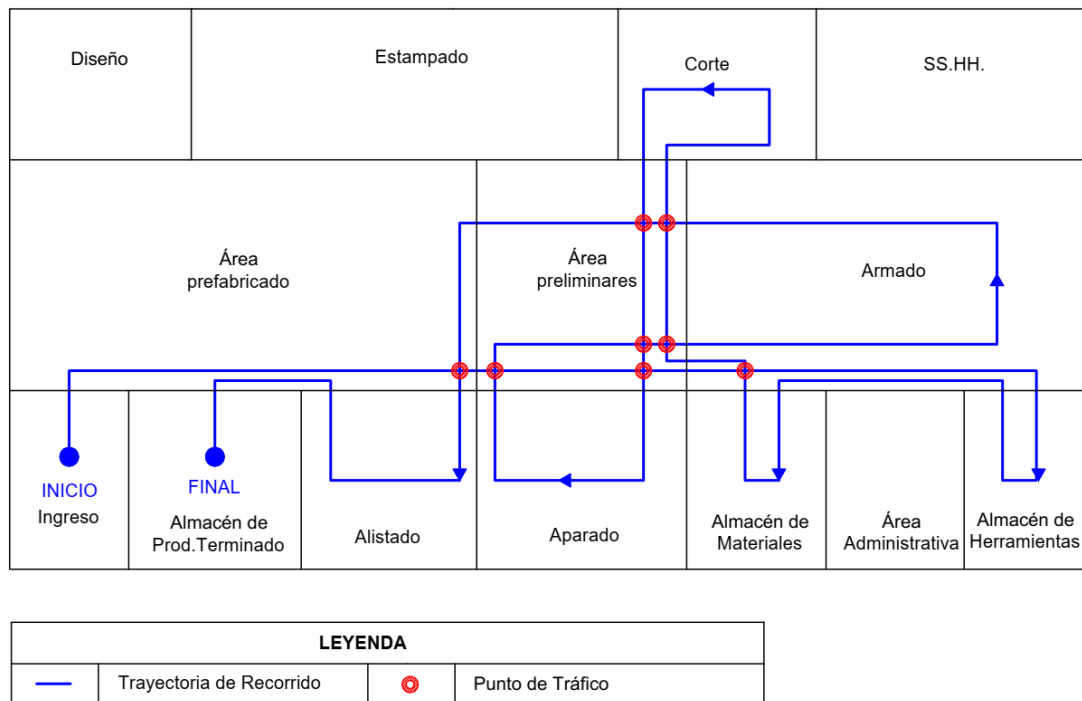 Diseño
Estampado
Corte
SS.HH.
Área
prefabricado
Área
preliminares
Armado
INICIO
Ingreso
FINAL
Almacén de
Prod.Terminado
Alistado
Aparado
Almacén de
Materiales
Área
Administrativa
Almacén de
Herramientas
LEYENDA
Trayectoria de Recorrido
Punto de Tráfico